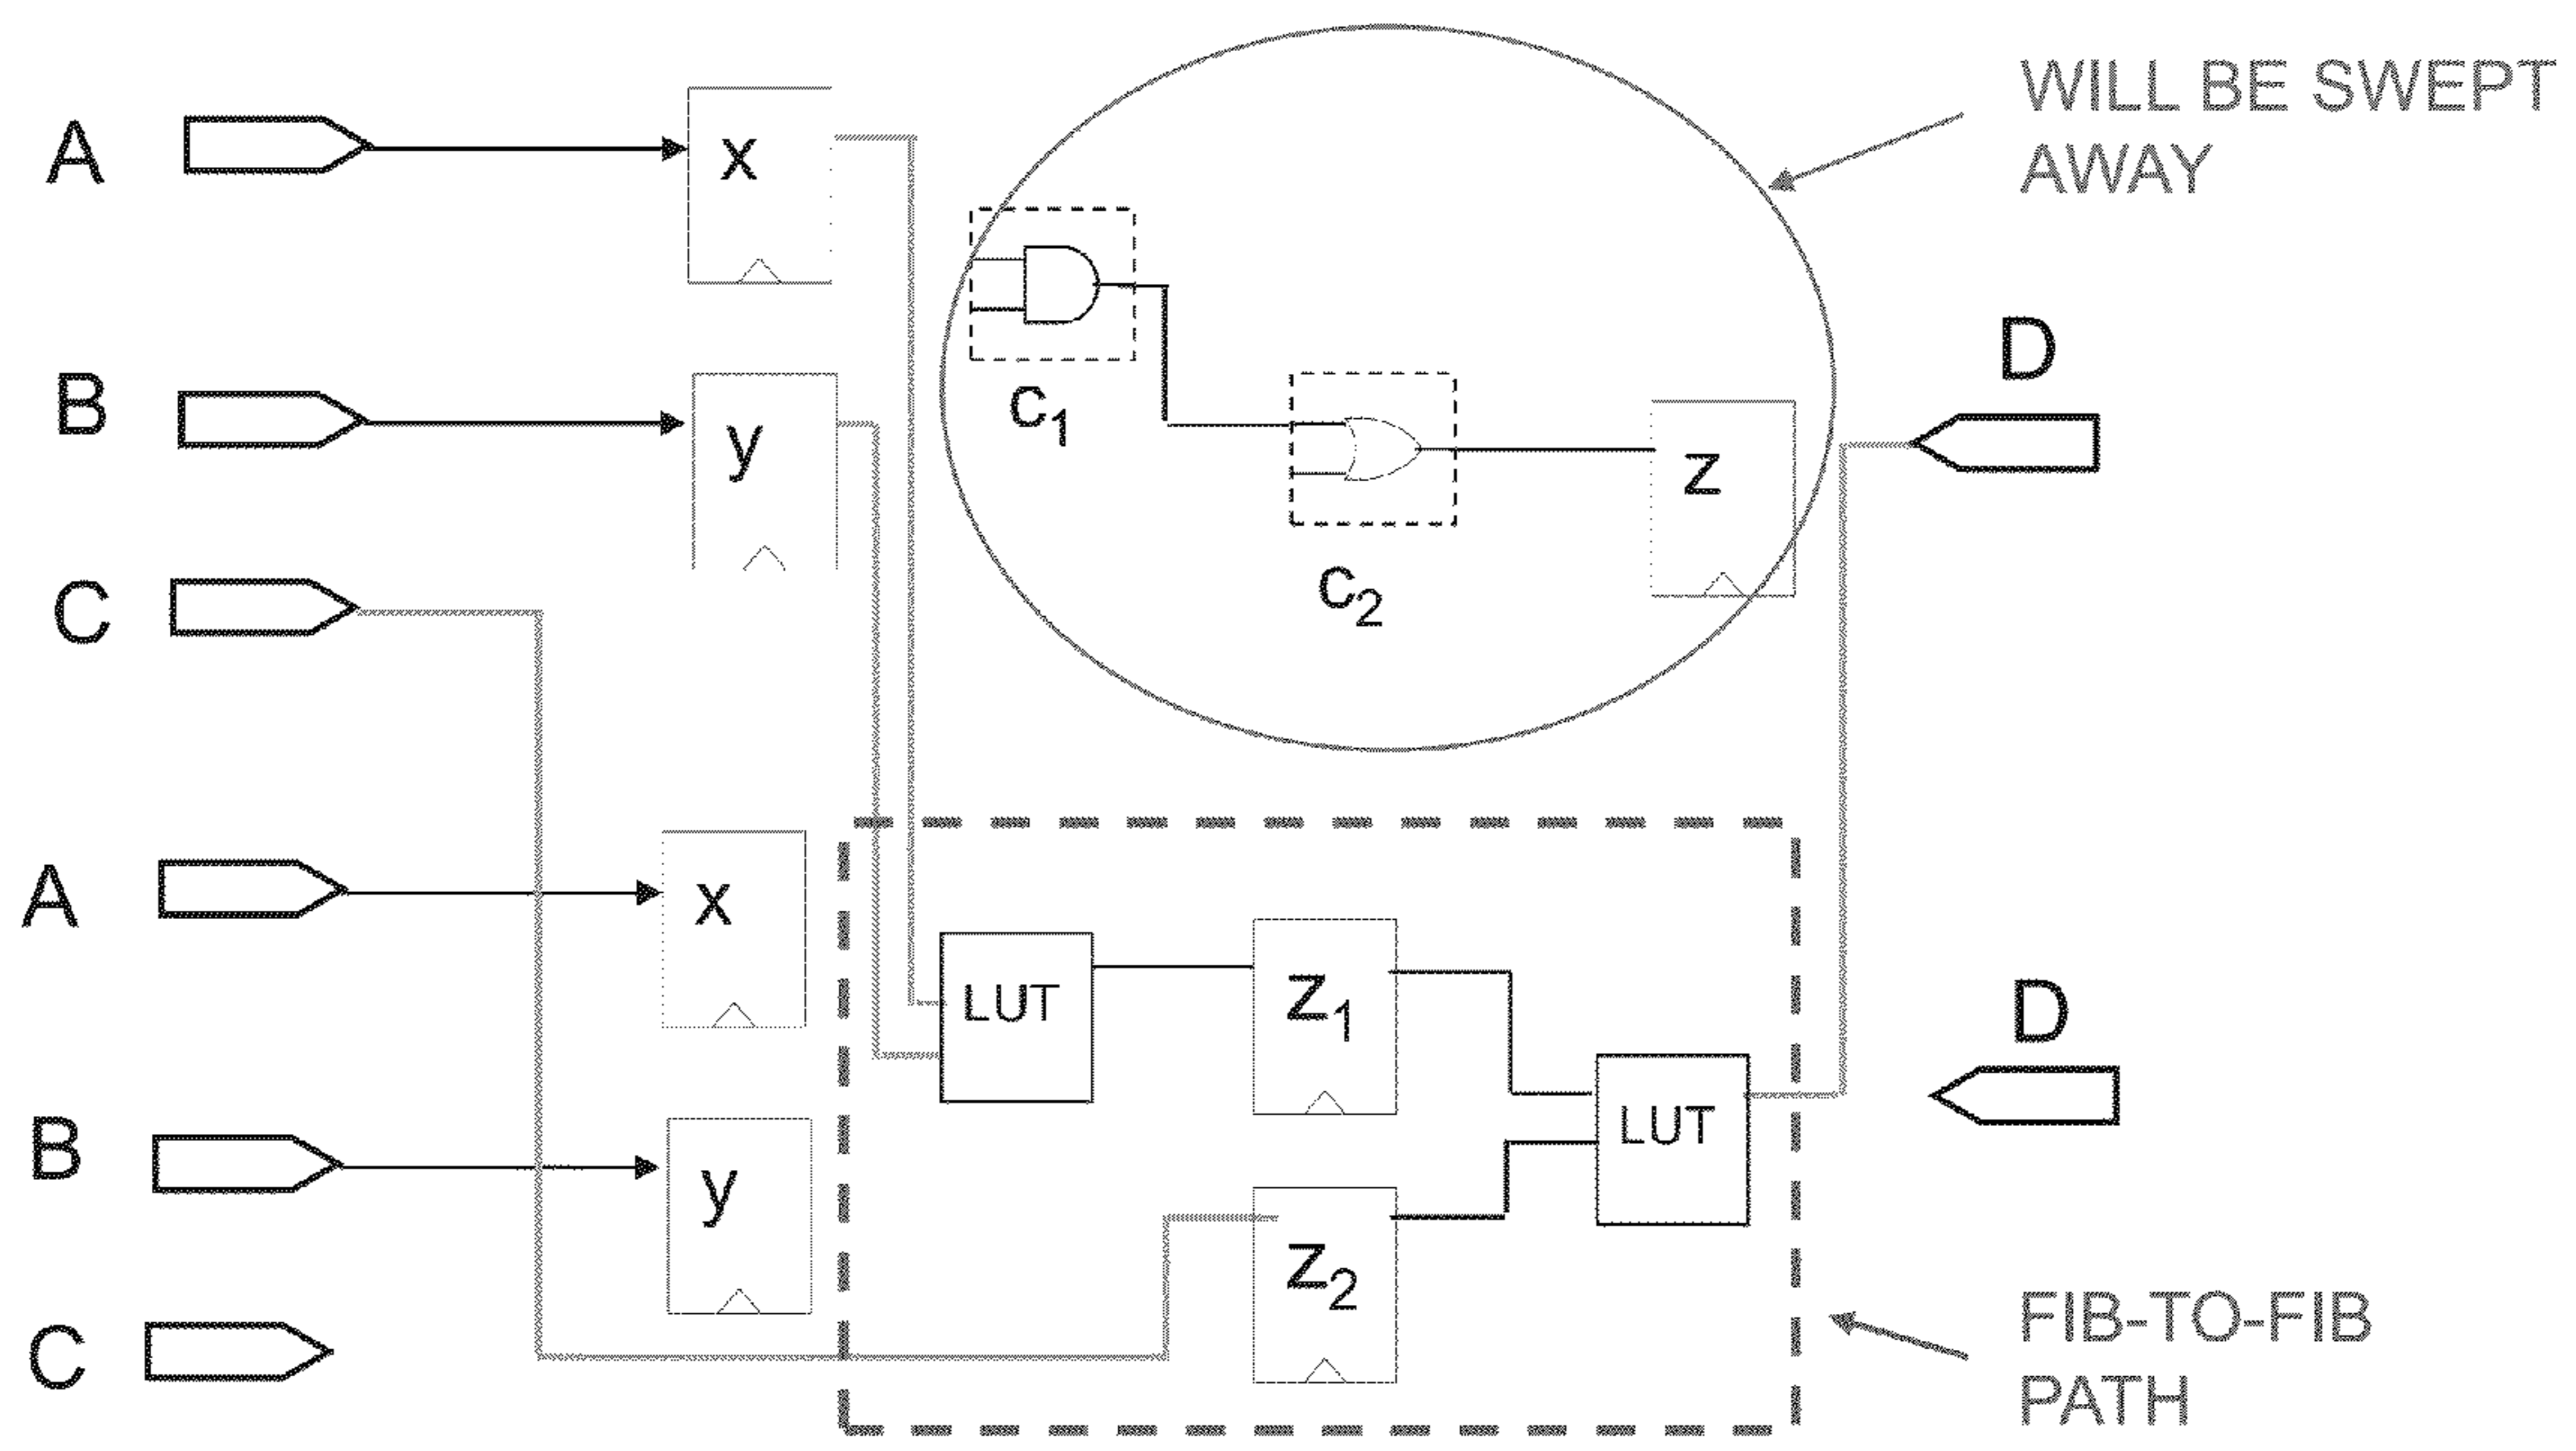 A
x
WILL BE SWEPT
AWAY
B
y
c1
D
c2
z
C
A
x
LUT
z1
D
B
y
LUT
z2
C
FIB-TO-FIB
PATH